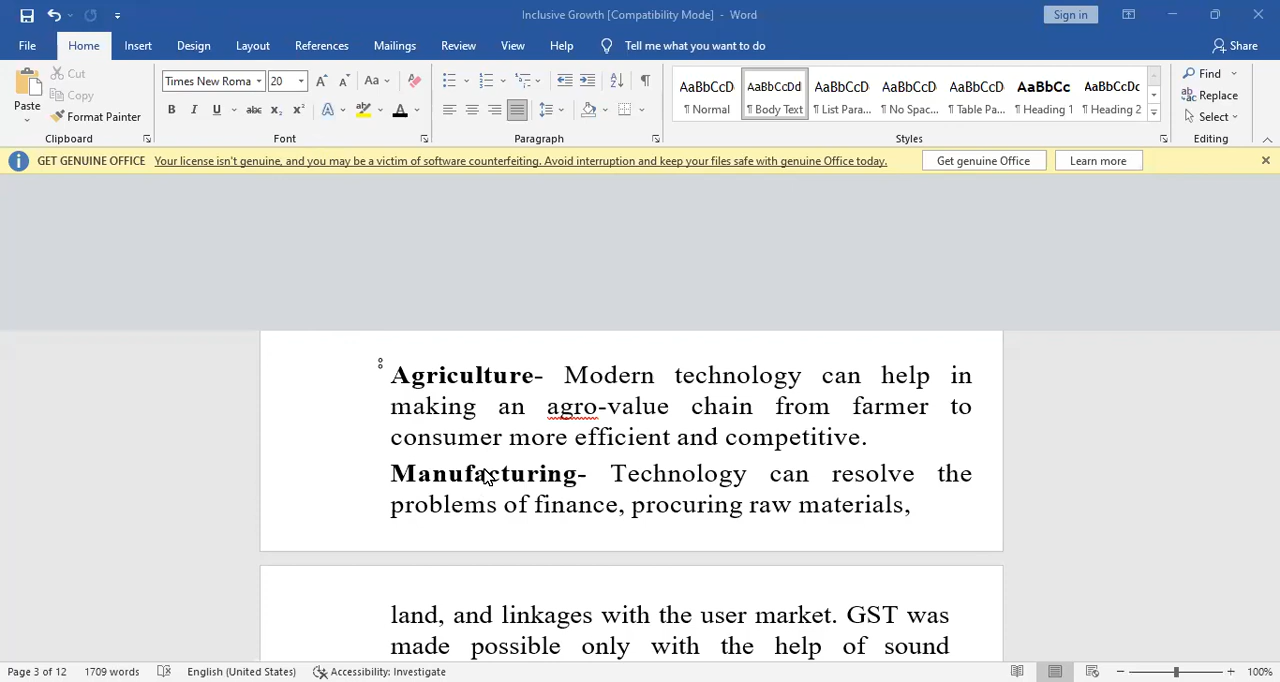 Inclusive Growth [Compatibility Mode] - Word
Sign in
File Home Insert Design Layout References Mailings Review View Help Tell me what you want to do Share
Paste
Cut
Copy
Format Painter
Clipboard
Times New Roma 20
Aa
B I U abc x₂ x² A A
Font
Paragraph
AaBbCcD AaBbCcDd AaBbCcD AaBbCcD AaBbCcD AaBbCc AaBbCcDc
¶ Normal ¶ Body Text ¶ List Para... ¶ No Spac... ¶ Table Pa... ¶ Heading 1 ¶ Heading 2
Styles
Find
Replace
Select
Editing
GET GENUINE OFFICE Your license isn't genuine, and you may be a victim of software counterfeiting. Avoid interruption and keep your files safe with genuine Office today. Get genuine Office Learn more
Agriculture- Modern technology can help in
making an agro-value chain from farmer to
consumer more efficient and competitive.
Manufacturing- Technology can resolve the
problems of finance, procuring raw materials,
land, and linkages with the user market. GST was
made possible only with the help of sound
Page 3 of 12 1709 words English (United States) Accessibility: Investigate 100%